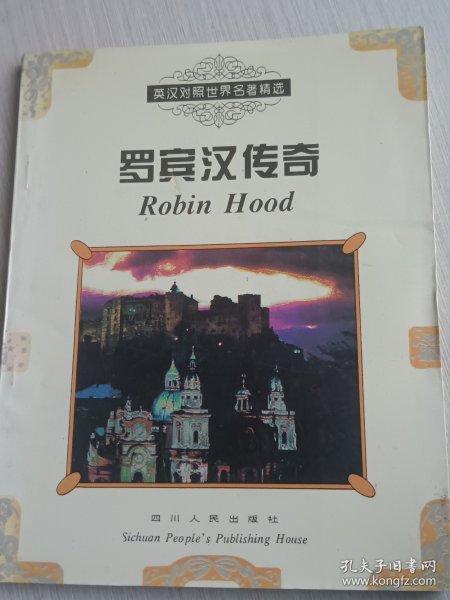 英汉对照世界名著精选
罗宾汉传奇
Robin Hood
四川人民出版社
Sichuan People's Publishing House
孔夫子旧书网
www.kongfz.com